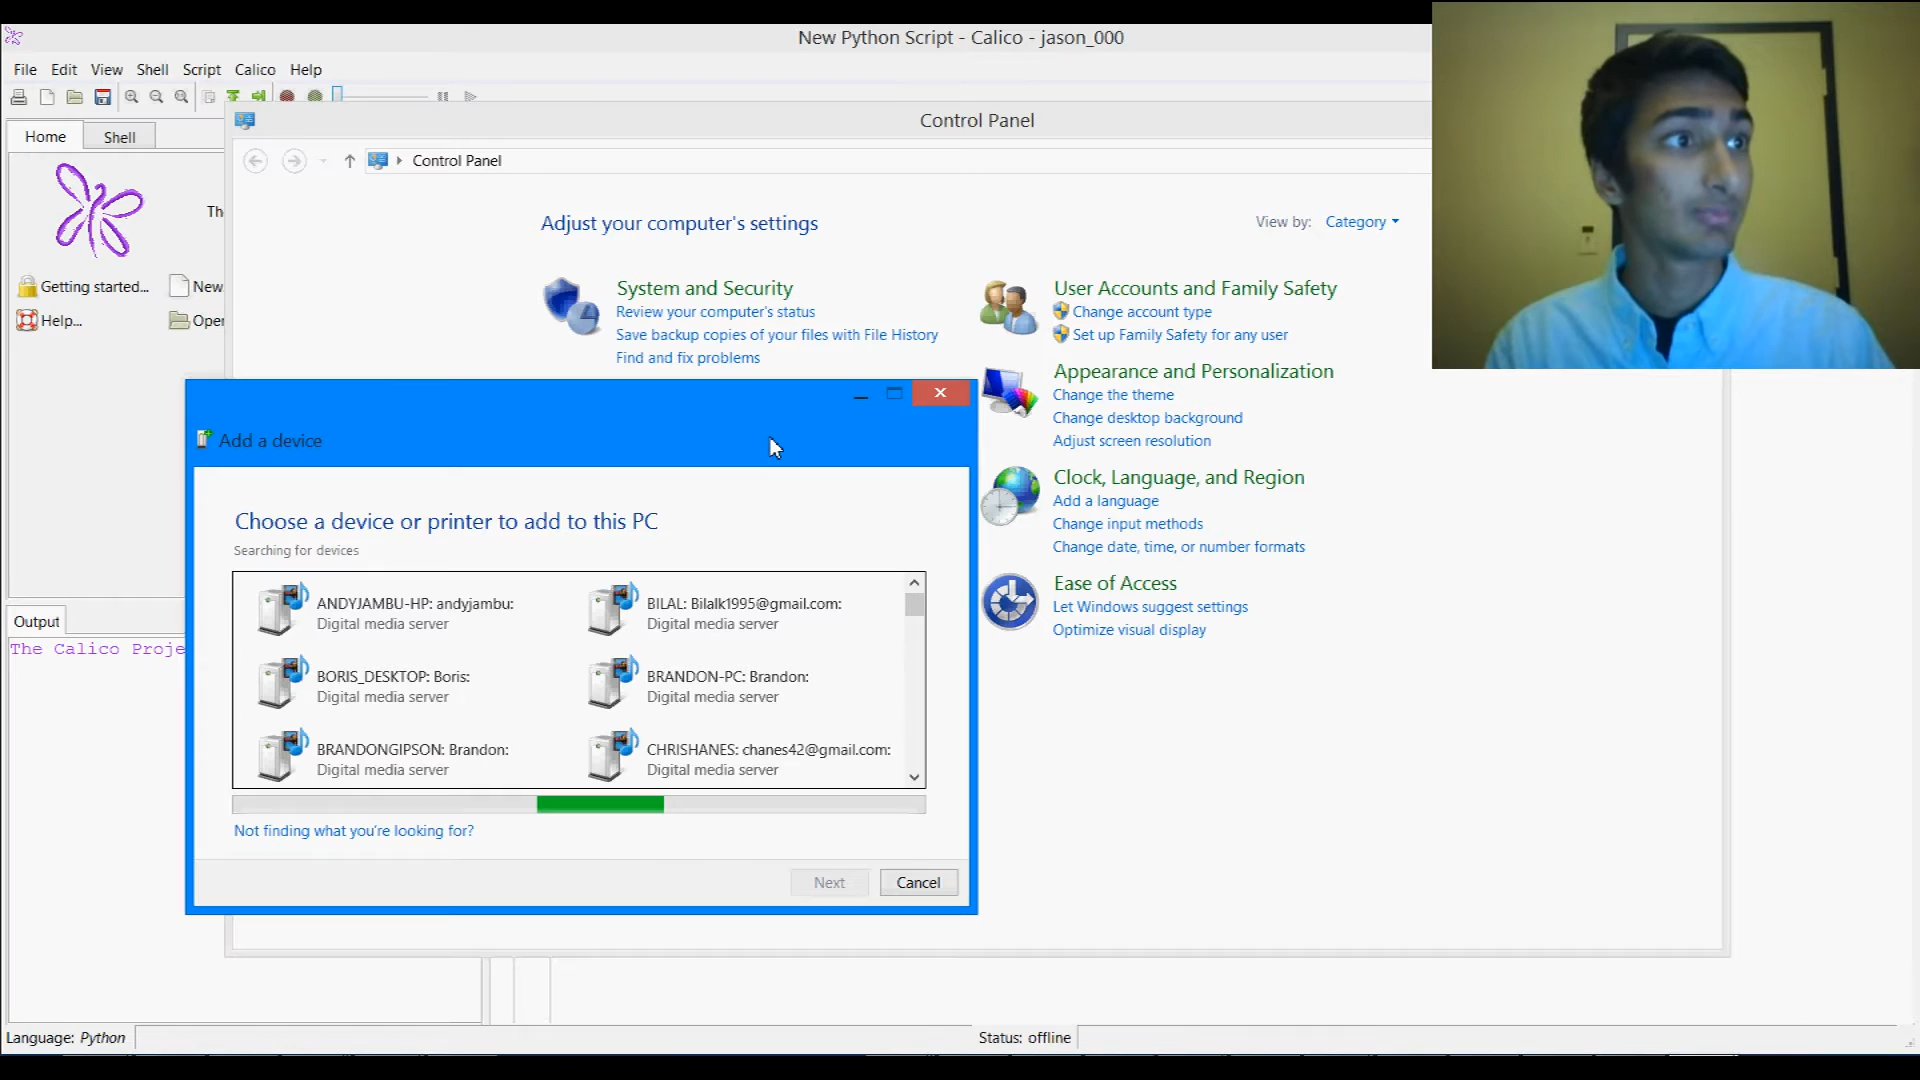 New Python Script - Calico - jason_000
File Edit View Shell Script Calico Help
Home Shell
Th
Getting started... New
Help... Open
Output
The Calico Proje
Language: Python
Status: offline
Control Panel
Control Panel
Adjust your computer's settings
View by: Category
System and Security
Review your computer's status
Save backup copies of your files with File History
Find and fix problems
User Accounts and Family Safety
Change account type
Set up Family Safety for any user
Appearance and Personalization
Change the theme
Change desktop background
Adjust screen resolution
Clock, Language, and Region
Add a language
Change input methods
Change date, time, or number formats
Ease of Access
Let Windows suggest settings
Optimize visual display
Add a device
Choose a device or printer to add to this PC
Searching for devices
ANDYJAMBU-HP: andyjambu:
Digital media server
BILAL: Bilalk1995@gmail.com:
Digital media server
BORIS_DESKTOP: Boris:
Digital media server
BRANDON-PC: Brandon:
Digital media server
BRANDONGIPSON: Brandon:
Digital media server
CHRISHANES: chanes42@gmail.com:
Digital media server
Not finding what you're looking for?
Next Cancel